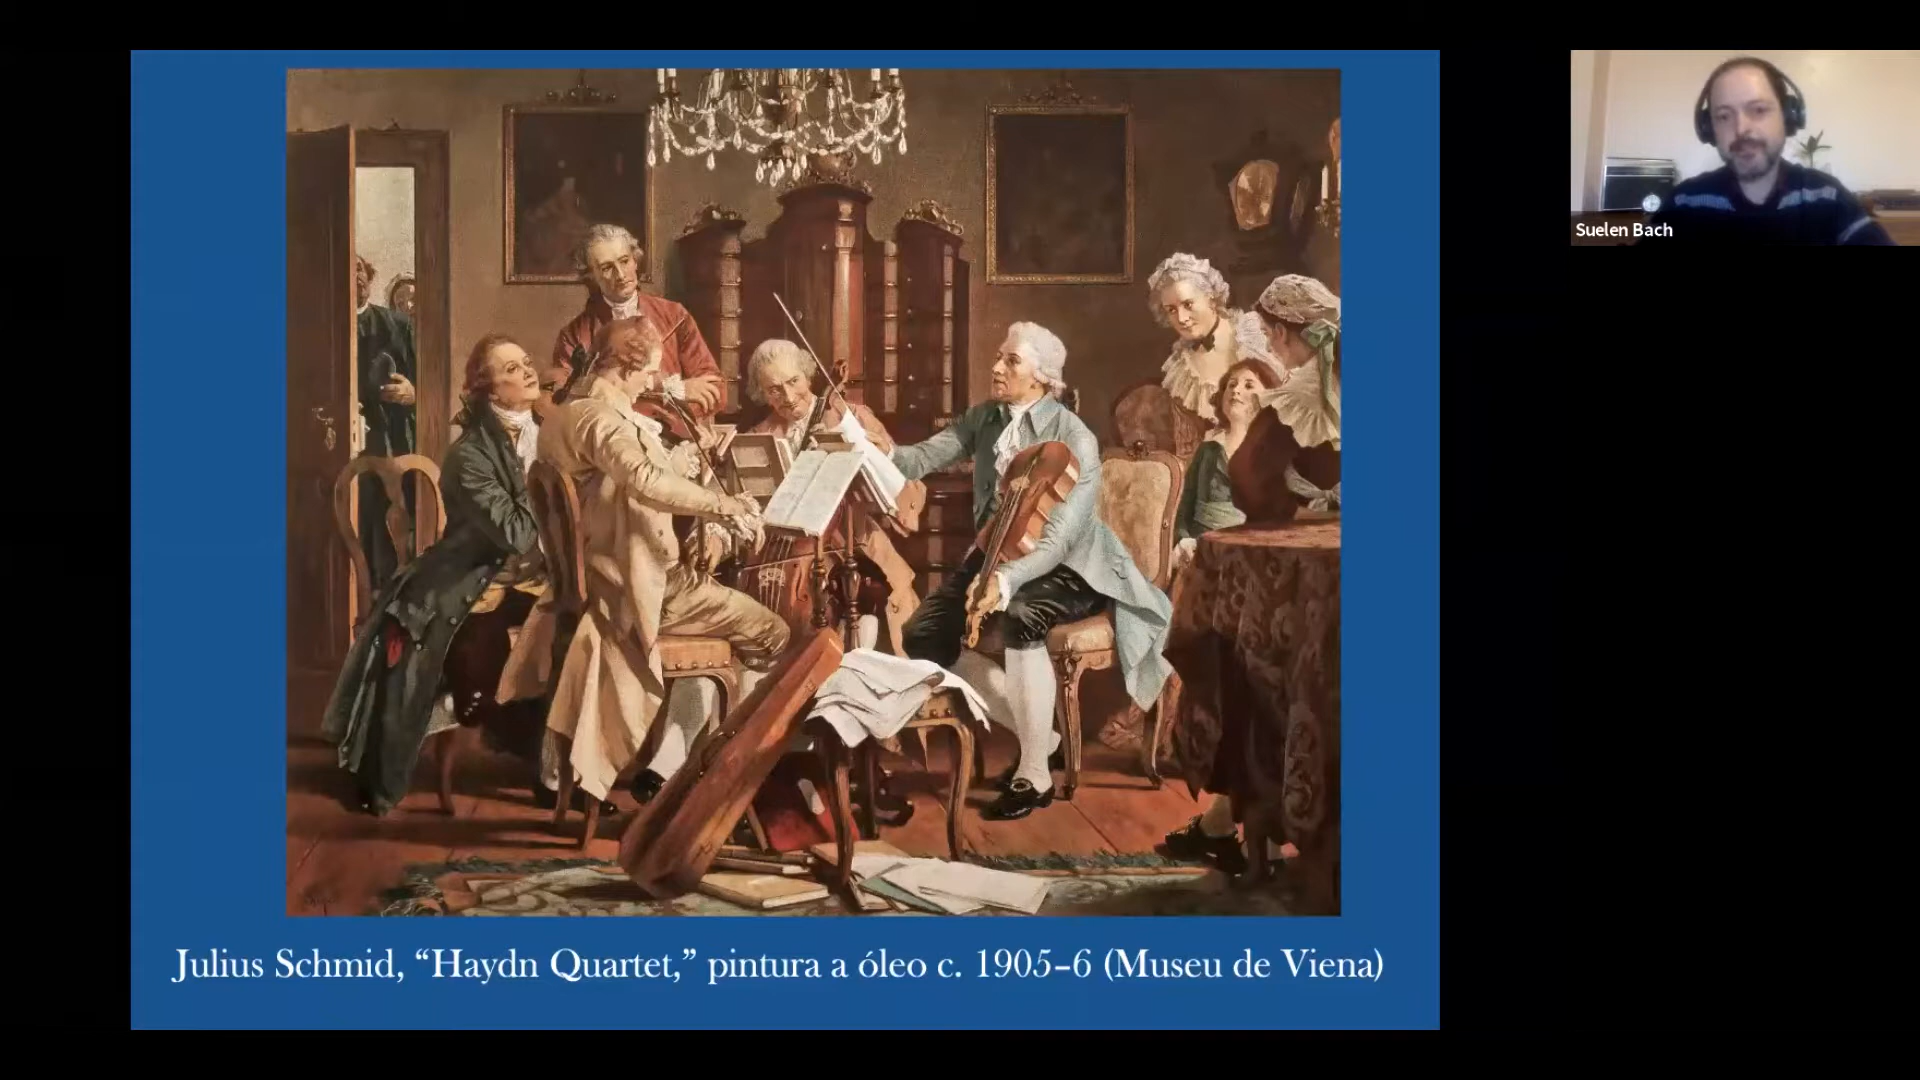 Suelen Bach
Julius Schmid, “Haydn Quartet,” pintura a óleo c. 1905–6 (Museu de Viena)